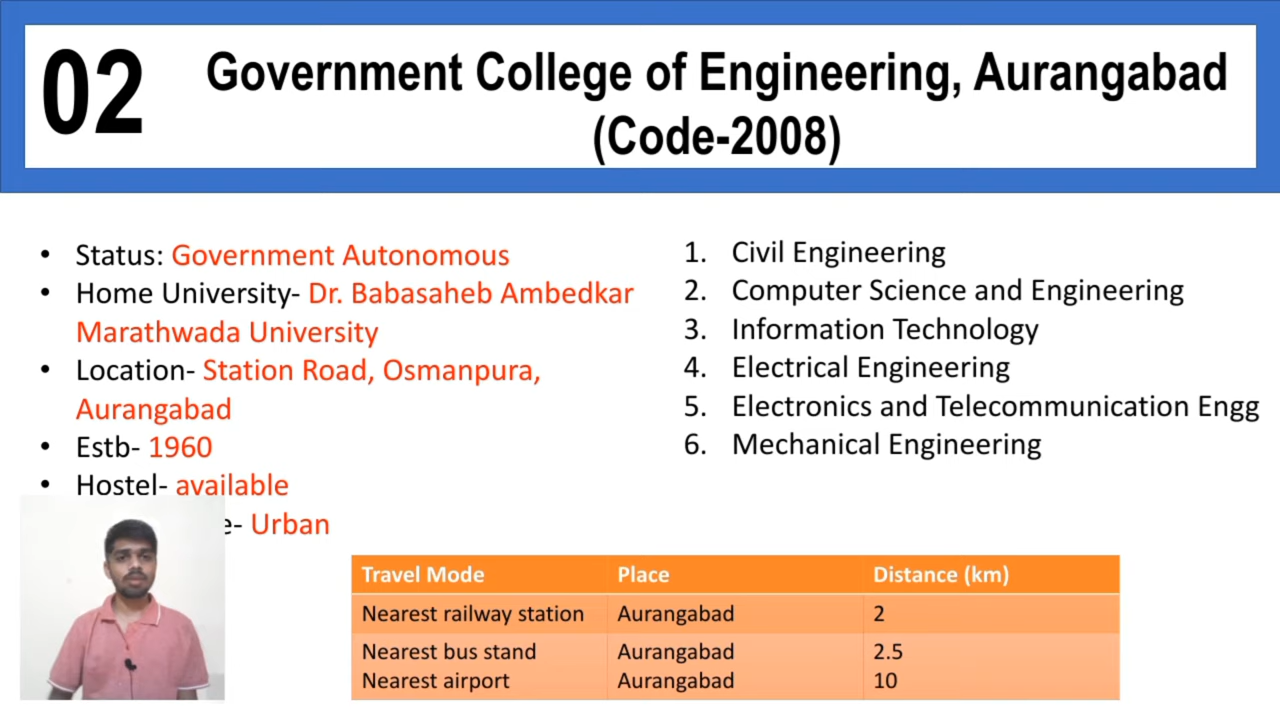 02
Government College of Engineering, Aurangabad
(Code-2008)
• Status: Government Autonomous
• Home University- Dr. Babasaheb Ambedkar
Marathwada University
• Location- Station Road, Osmanpura,
Aurangabad
• Estb- 1960
• Hostel- available
e- Urban
1. Civil Engineering
2. Computer Science and Engineering
3. Information Technology
4. Electrical Engineering
5. Electronics and Telecommunication Engg
6. Mechanical Engineering
Travel Mode Place Distance (km)
Nearest railway station Aurangabad 2
Nearest bus stand Aurangabad 2.5
Nearest airport Aurangabad 10